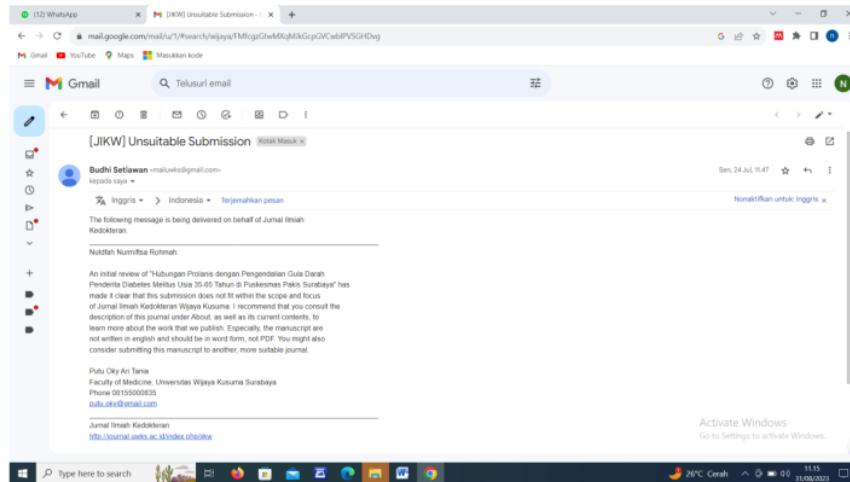 (12) WhatsApp
[JIKW] Unsuitable Submission - n
mail.google.com/mail/u/1/#search/wijaya/FMfcgzGtwMXqMJkGcpGVCwblPVSGHDvg
Gmail YouTube Maps Masukkan kode
Gmail
Telusuri email
N
[JIKW] Unsuitable Submission Kotak Masuk x
Budhi Setiawan <mailuwks@gmail.com>
Sen, 24 Jul, 11.47
kepada saya
Inggris > Indonesia Terjemahkan pesan
Nonaktifkan untuk: Inggris x
The following message is being delivered on behalf of Jurnal Ilmiah
Kedokteran.
Nurmiftsa Rohmah:
An initial review of "Hubungan Prolanis dengan Pengendalian Gula Darah
Penderita Diabetes Melitus Usia 35-65 Tahun di Puskesmas Pakis Surabaya" has
made it clear that this submission does not fit within the scope and focus
of Jurnal Ilmiah Kedokteran Wijaya Kusuma. I recommend that you consult the
description of this journal under About, as well as its current contents, to
learn more about the work that we publish. Especially, the manuscript are
not written in english and should be in word form, not PDF. You might also
consider submitting this manuscript to another, more suitable journal.
Putu Oky Ari Tania
Faculty of Medicine, Universitas Wijaya Kusuma Surabaya
Phone 08155000835
putu.oky@gmail.com
Jurnal Ilmiah Kedokteran
http://journal.uwks.ac.id/index.php/jikw
Activate Windows
Go to Settings to activate Windows.
Type here to search
26°C Cerah
11.15
31/08/2023